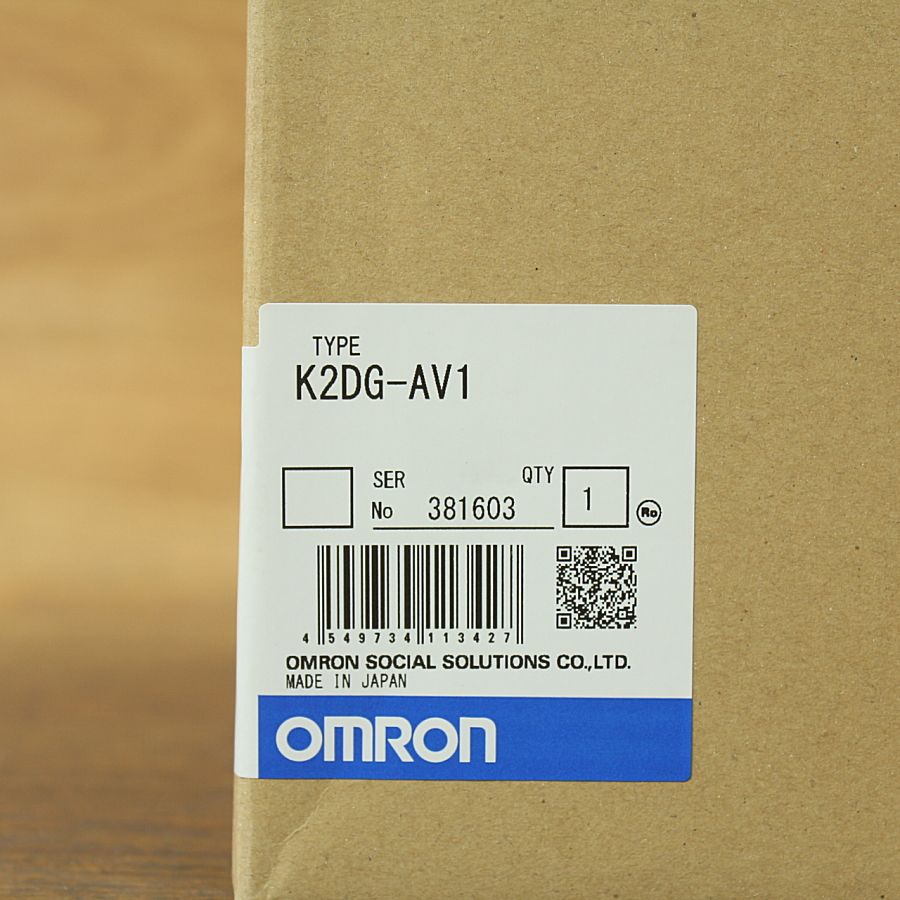 TYPE
K2DG-AV1
SER
No 381603
QTY
1
Ro
4 549734 113427
OMRON SOCIAL SOLUTIONS CO.,LTD.
MADE IN JAPAN
OMRON